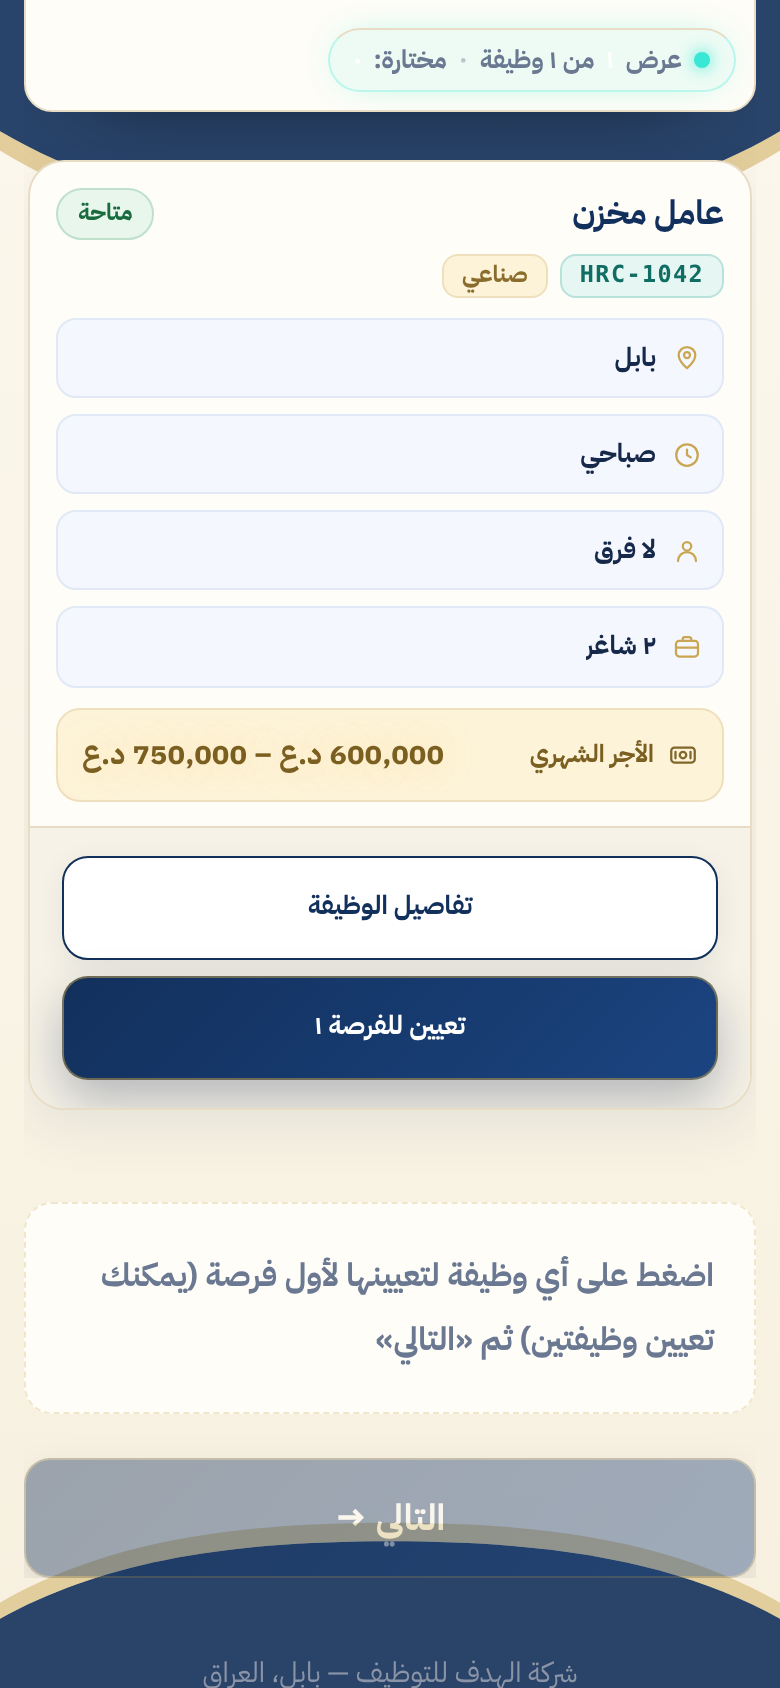 عرض ١ من ١ وظيفة • مختارة: ٠
عامل مخزن
متاحة
HRC-1042
صناعي
بابل
صباحي
لا فرق
٢ شاغر
الأجر الشهري
600,000 د.ع – 750,000 د.ع
تفاصيل الوظيفة
تعيين للفرصة ١
اضغط على أي وظيفة لتعيينها لأول فرصة (يمكنك
تعيين وظيفتين) ثم «التالي»
التالي →
شركة الهدف للتوظيف — بابل، العراق